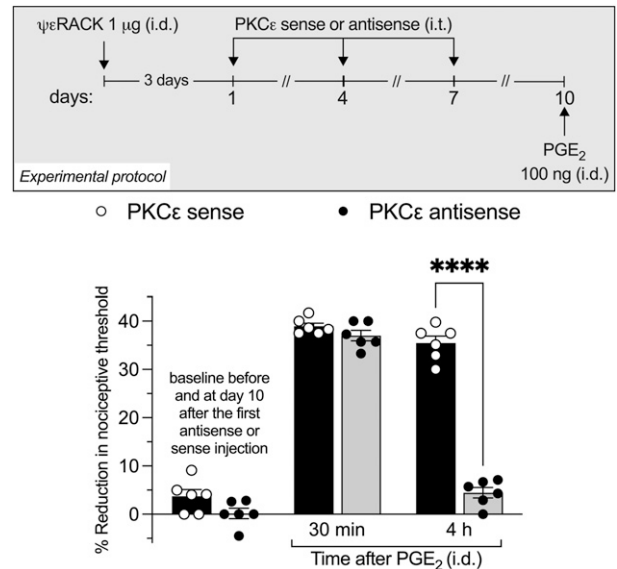 ψεRACK 1 μg (i.d.)
PKCε sense or antisense (i.t.)
3 days
//
//
//
days:
1
4
7
10
PGE₂
100 ng (i.d.)
Experimental protocol
PKCε sense
PKCε antisense
% Reduction in nociceptive threshold
40
30
20
10
0
baseline before
and at day 10
after the first
antisense or
sense injection
****
30 min
4 h
Time after PGE₂ (i.d.)